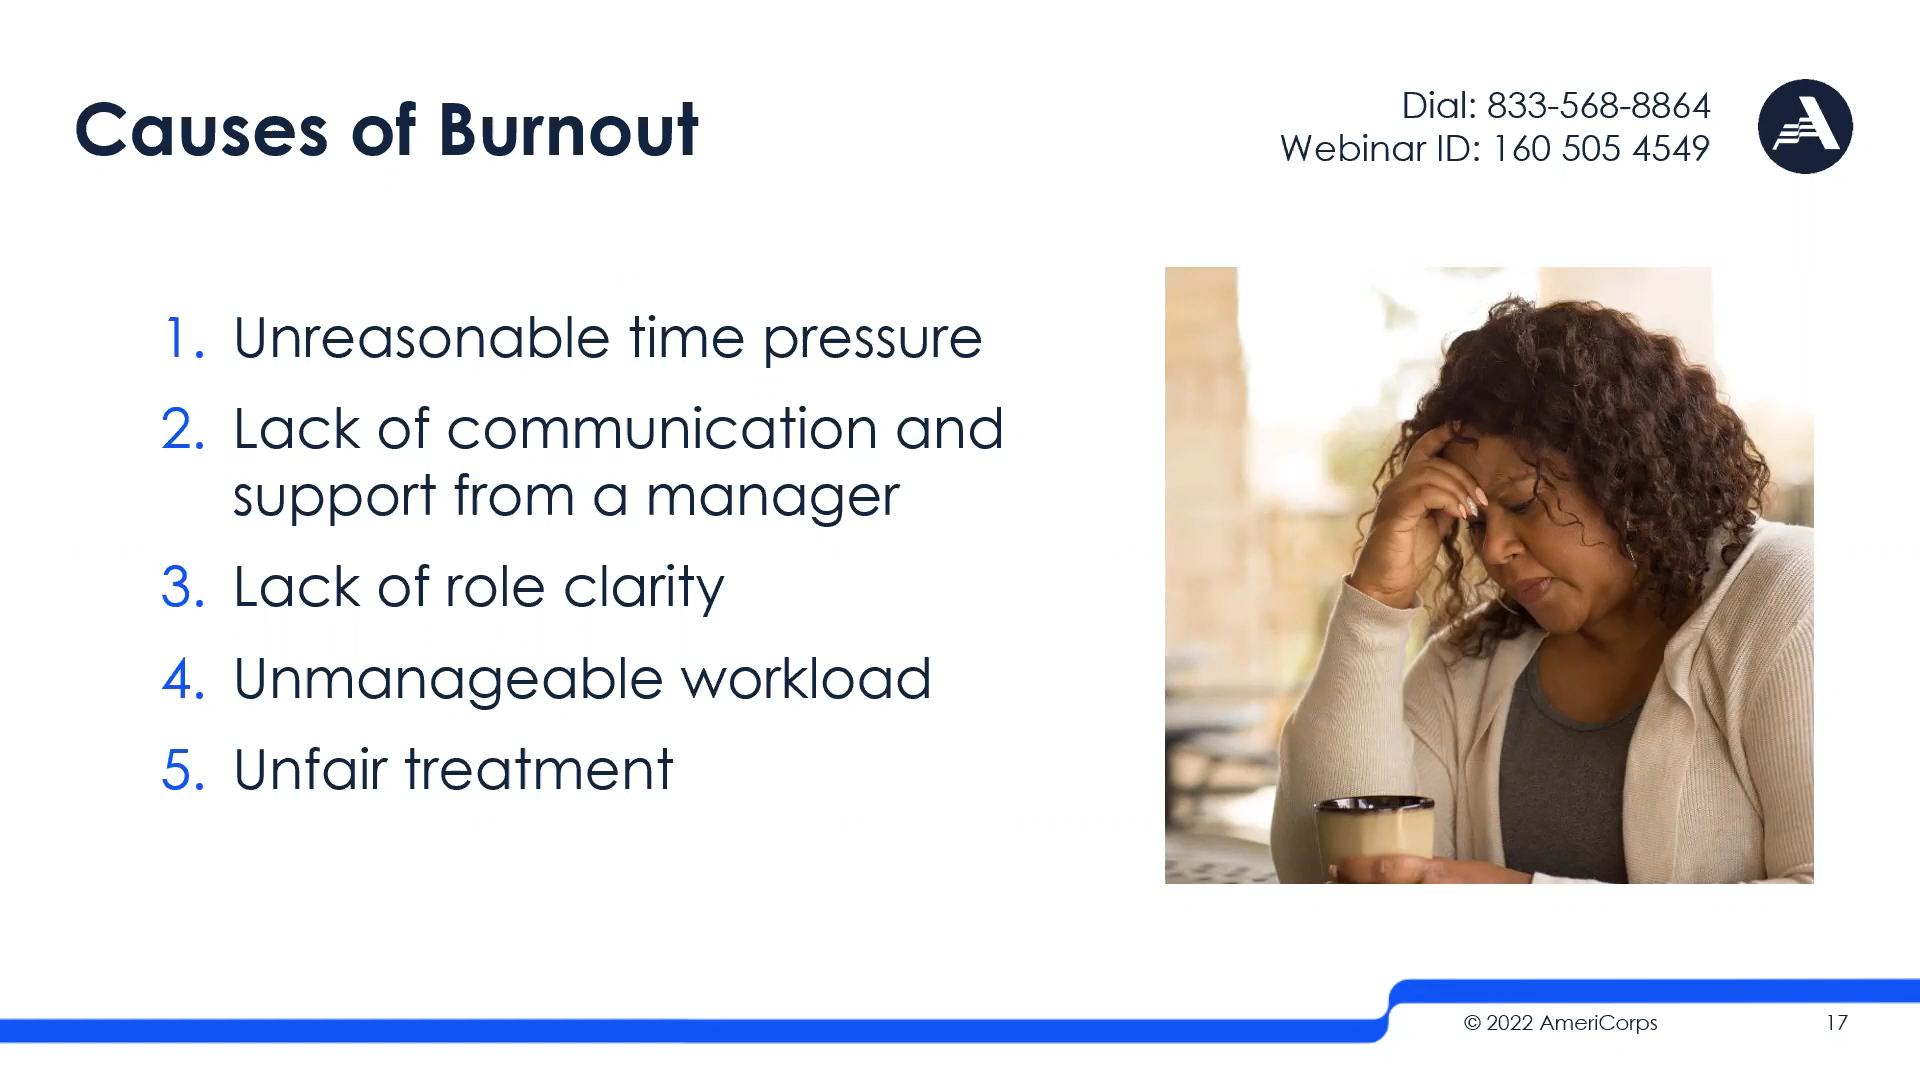 Causes of Burnout
Dial: 833-568-8864
Webinar ID: 160 505 4549
1. Unreasonable time pressure
2. Lack of communication and
support from a manager
3. Lack of role clarity
4. Unmanageable workload
5. Unfair treatment
© 2022 AmeriCorps
17